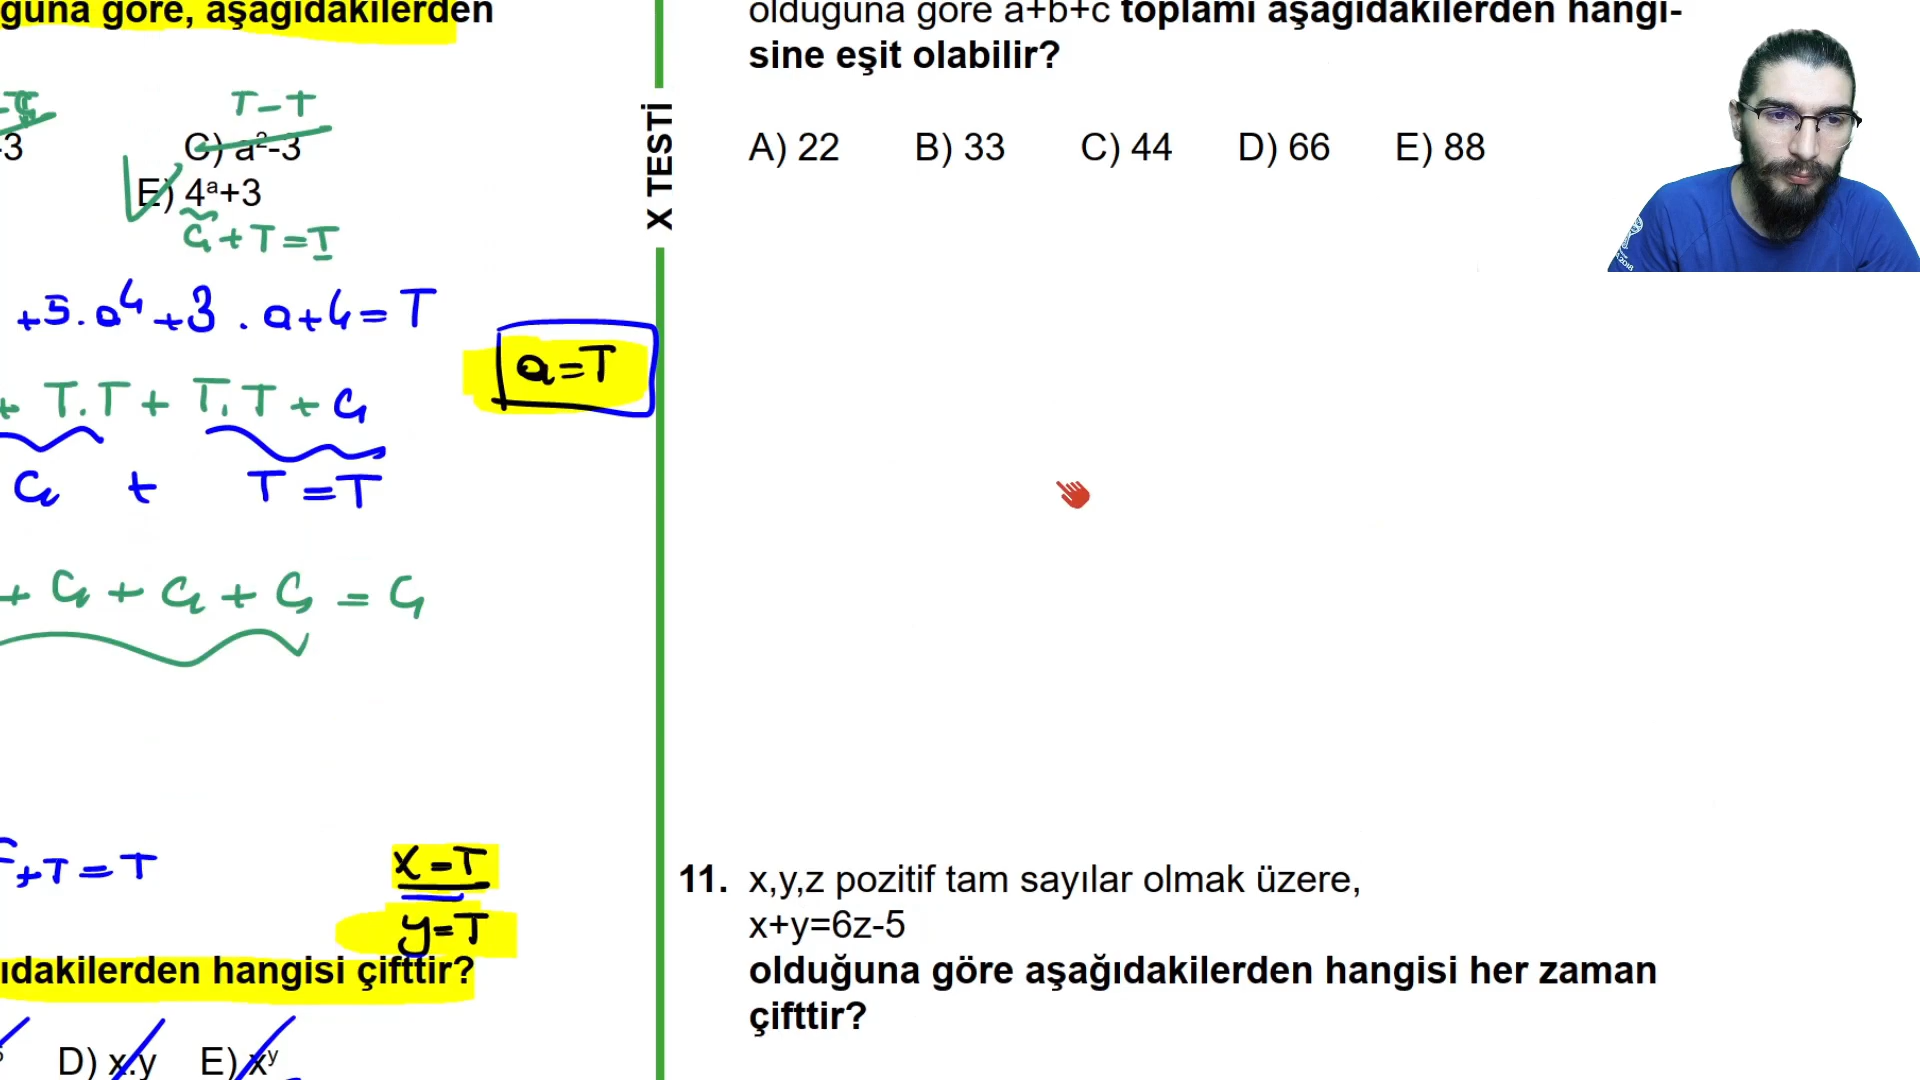 guna göre, aşağıdakilerden
-3
T-T
C) a²-3
E) 4ᵃ+3
Ç+T=T
+5.a⁴+3.a+4=T
a=T
+ T.T + T.T + Ç
Ç + T=T
+ Ç + Ç + Ç = Ç
+T=T
x=T
y=T
ıdakilerden hangisi çifttir?
D) x.y E) xʸ
X TESTİ
olduğuna göre a+b+c toplamı aşağıdakilerden hangi-
sine eşit olabilir?
A) 22 B) 33 C) 44 D) 66 E) 88
11. x,y,z pozitif tam sayılar olmak üzere,
x+y=6z-5
olduğuna göre aşağıdakilerden hangisi her zaman
çifttir?